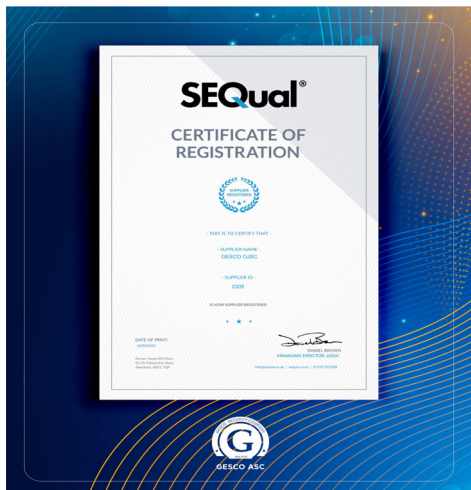 SEQual®
CERTIFICATE OF
REGISTRATION
SUPPLIER
REGISTERED
- THIS IS TO CERTIFY THAT -
- SUPPLIER NAME -
GESCO OJSC
- SUPPLIER ID -
2309
IS NOW SUPPLIER REGISTERED
DATE OF PRINT:
DANIEL BROWN
MANAGING DIRECTOR, LOGIC
G
GESCO ASC